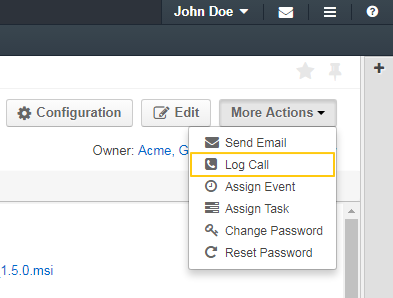 John Doe
Configuration Edit More Actions
Owner: Acme,
Send Email
Log Call
Assign Event
Assign Task
Change Password
Reset Password
1.5.0.msi